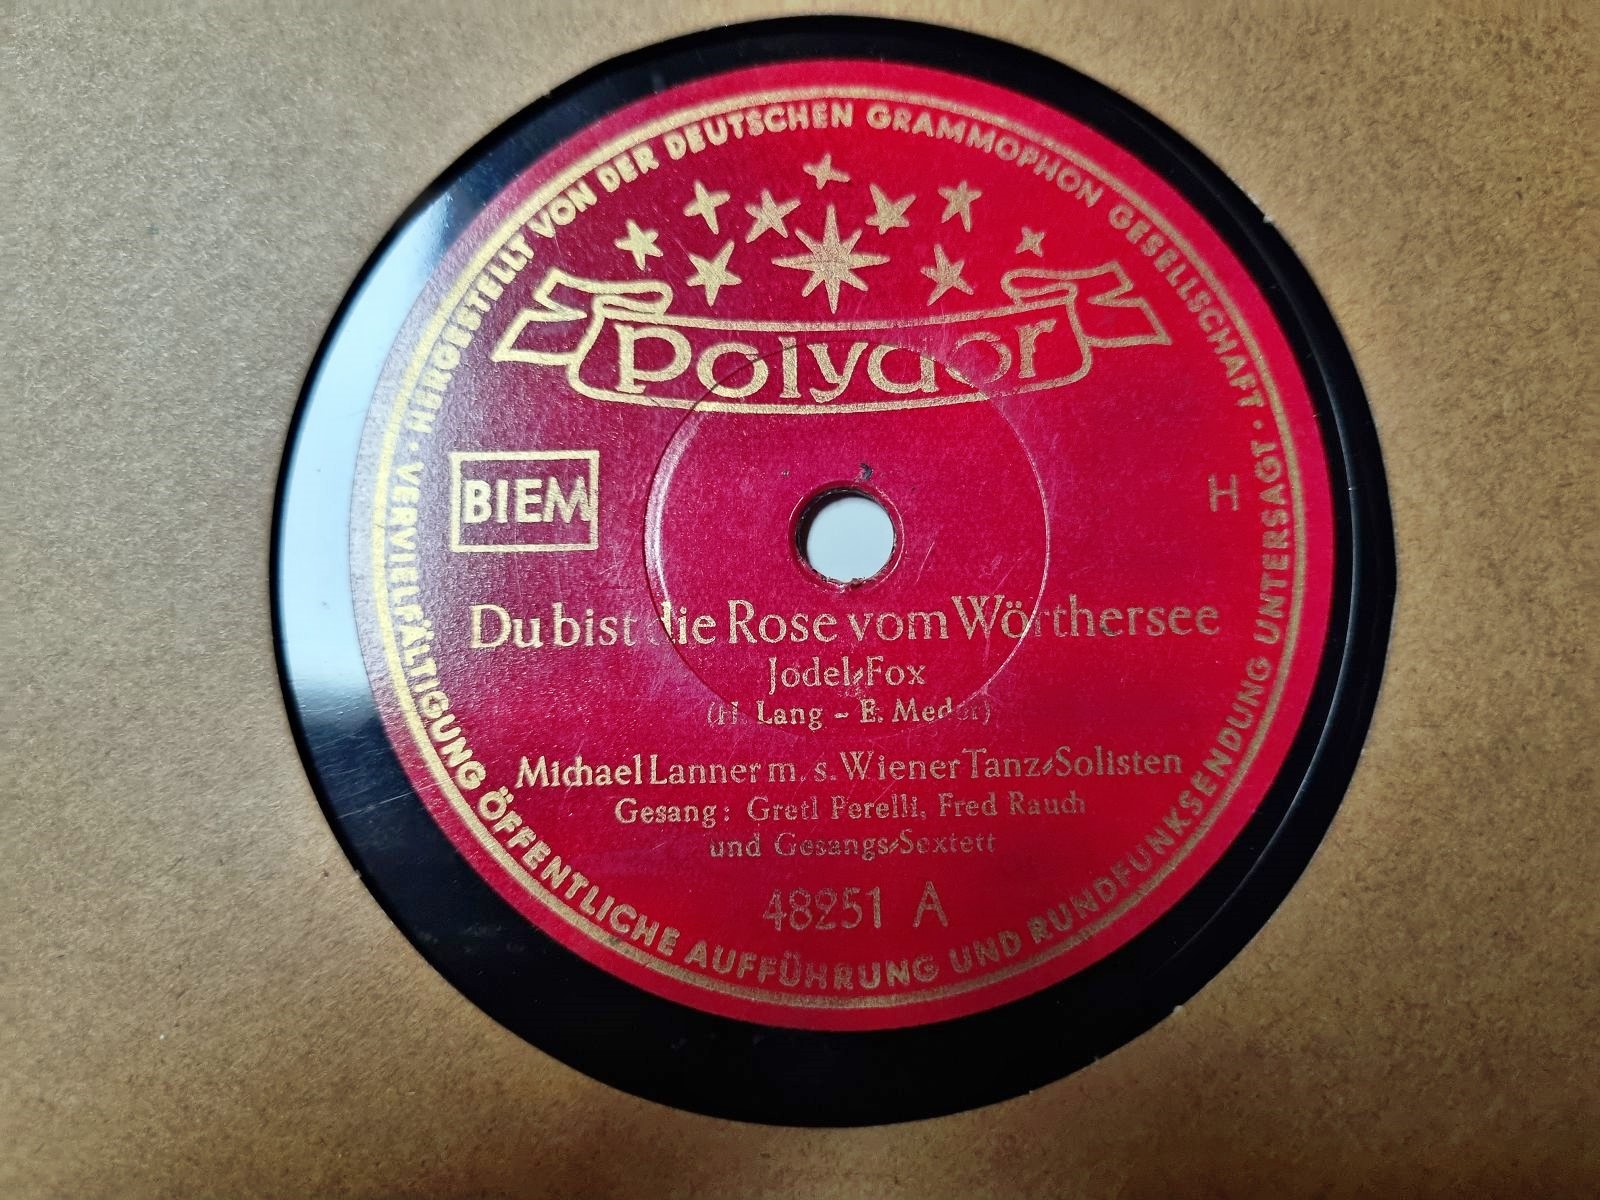 HERGESTELLT VON DER DEUTSCHEN GRAMMOPHON GESELLSCHAFT · VERVIELFÄLTIGUNG ÖFFENTLICHE AUFFÜHRUNG UND RUNDFUNKSENDUNG UNTERSAGT ·
Polydor
BIEM
H
Du bist die Rose vom Wörthersee
Jodel-Fox
(H. Lang - E. Meder)
Michael Lanner m. s. Wiener Tanz-Solisten
Gesang: Gretl Perelli, Fred Rauch
und Gesangs-Sextett
48251 A